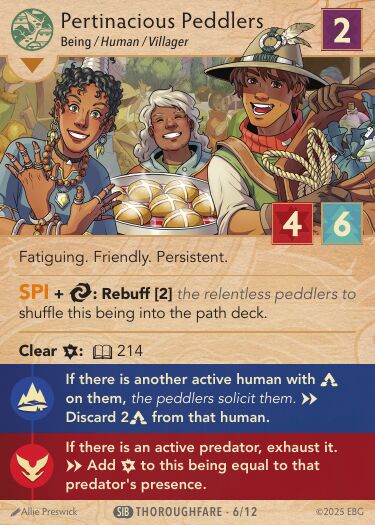 Pertinacious Peddlers
2
Being / Human / Villager
4 6
Fatiguing. Friendly. Persistent.
SPI + : Rebuff [2] the relentless peddlers to
shuffle this being into the path deck.
Clear : 214
If there is another active human with
on them, the peddlers solicit them. »
Discard 2 from that human.
If there is an active predator, exhaust it.
» Add to this being equal to that
predator's presence.
Allie Preswick SIB THOROUGHFARE - 6/12 ©2025 EBG